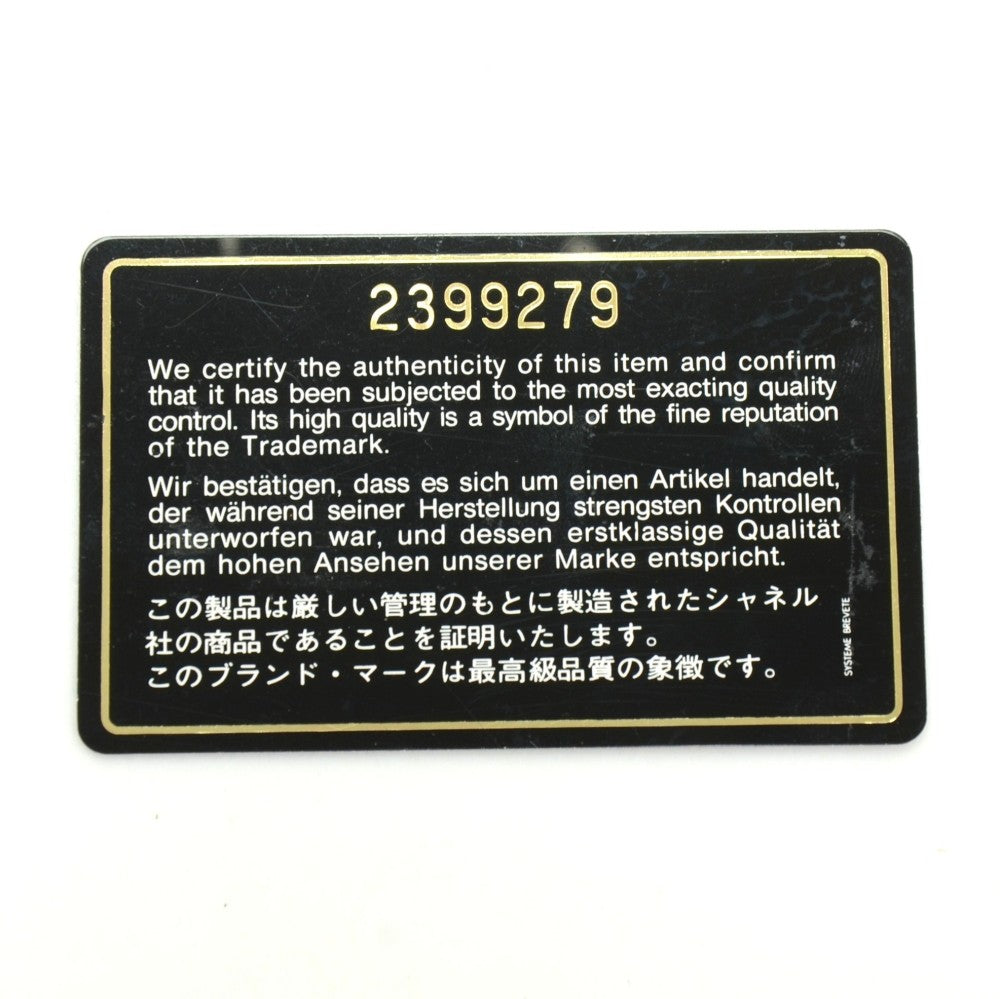 2399279
We certify the authenticity of this item and confirm
that it has been subjected to the most exacting quality
control. Its high quality is a symbol of the fine reputation
of the Trademark.
Wir bestätigen, dass es sich um einen Artikel handelt,
der während seiner Herstellung strengsten Kontrollen
unterworfen war, und dessen erstklassige Qualität
dem hohen Ansehen unserer Marke entspricht.
この製品は厳しい管理のもとに製造されたシャネル
社の商品であることを証明いたします。
このブランド・マークは最高級品質の象徴です。
SYSTEME BREVETE